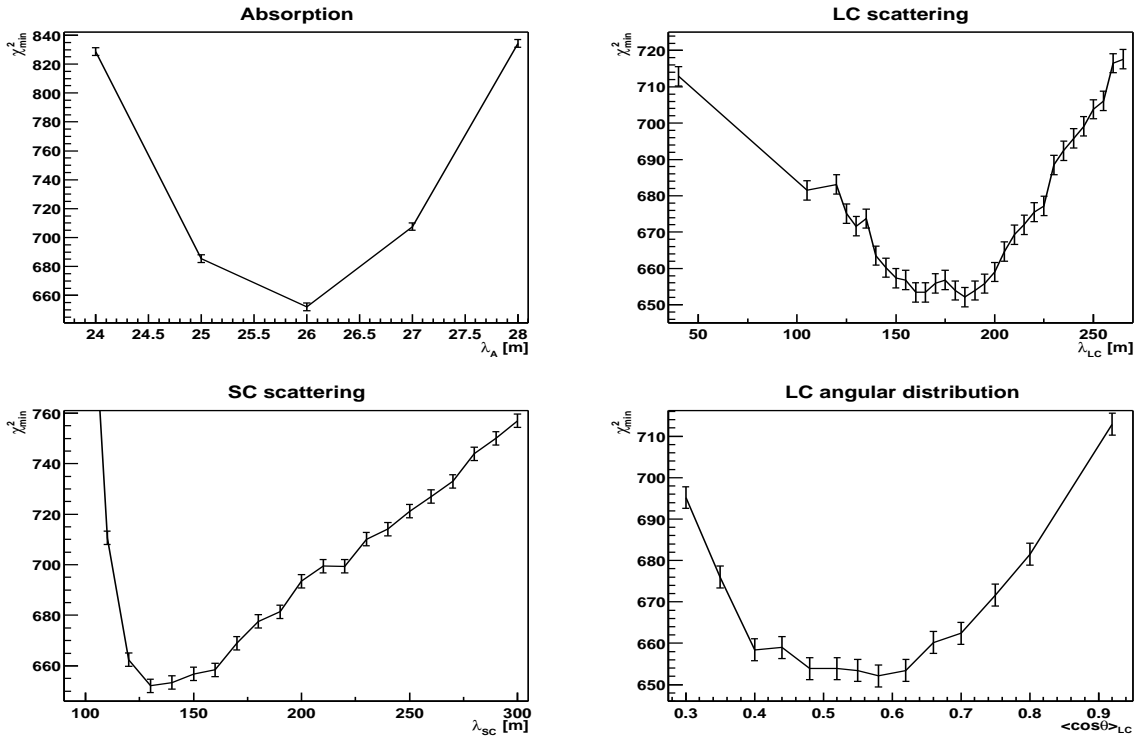 Absorption
χ²min
840
820
800
780
760
740
720
700
680
660
24 24.5 25 25.5 26 26.5 27 27.5 28
λA [m]
LC scattering
χ²min
720
710
700
690
680
670
660
650
50 100 150 200 250
λLC [m]
SC scattering
χ²min
760
740
720
700
680
660
100 150 200 250 300
λSC [m]
LC angular distribution
χ²min
710
700
690
680
670
660
650
0.3 0.4 0.5 0.6 0.7 0.8 0.9
<cosθ>LC